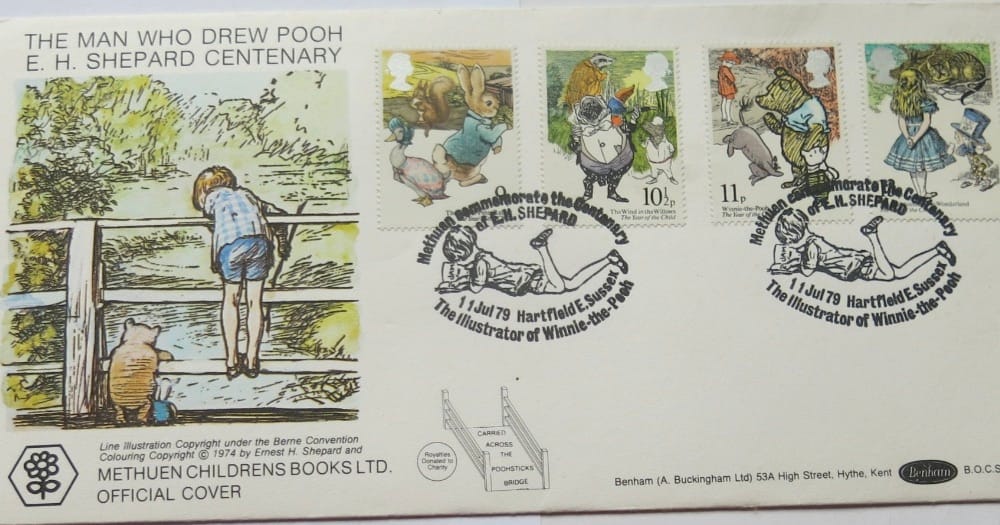 THE MAN WHO DREW POOH
E. H. SHEPARD CENTENARY
10½p
The Wind in the Willows
The Year of the Child
11p
Winnie-the-Pooh
The Year of the
Wonderland
Methuen commemorate the Centenary
of E.H. SHEPARD
11 Jul 79 Hartfield E. Sussex
The Illustrator of Winnie-the-Pooh
Methuen commemorate the Centenary
of E.H. SHEPARD
11 Jul 79 Hartfield E. Sussex
The Illustrator of Winnie-the-Pooh
Line Illustration Copyright under the Berne Convention
Colouring Copyright © 1974 by Ernest H. Shepard and
METHUEN CHILDRENS BOOKS LTD.
OFFICIAL COVER
Royalties
Donated to
Charity
CARRIED
ACROSS
THE
POOHSTICKS
BRIDGE
Benham (A. Buckingham Ltd) 53A High Street, Hythe, Kent
Benham
B.O.C.S